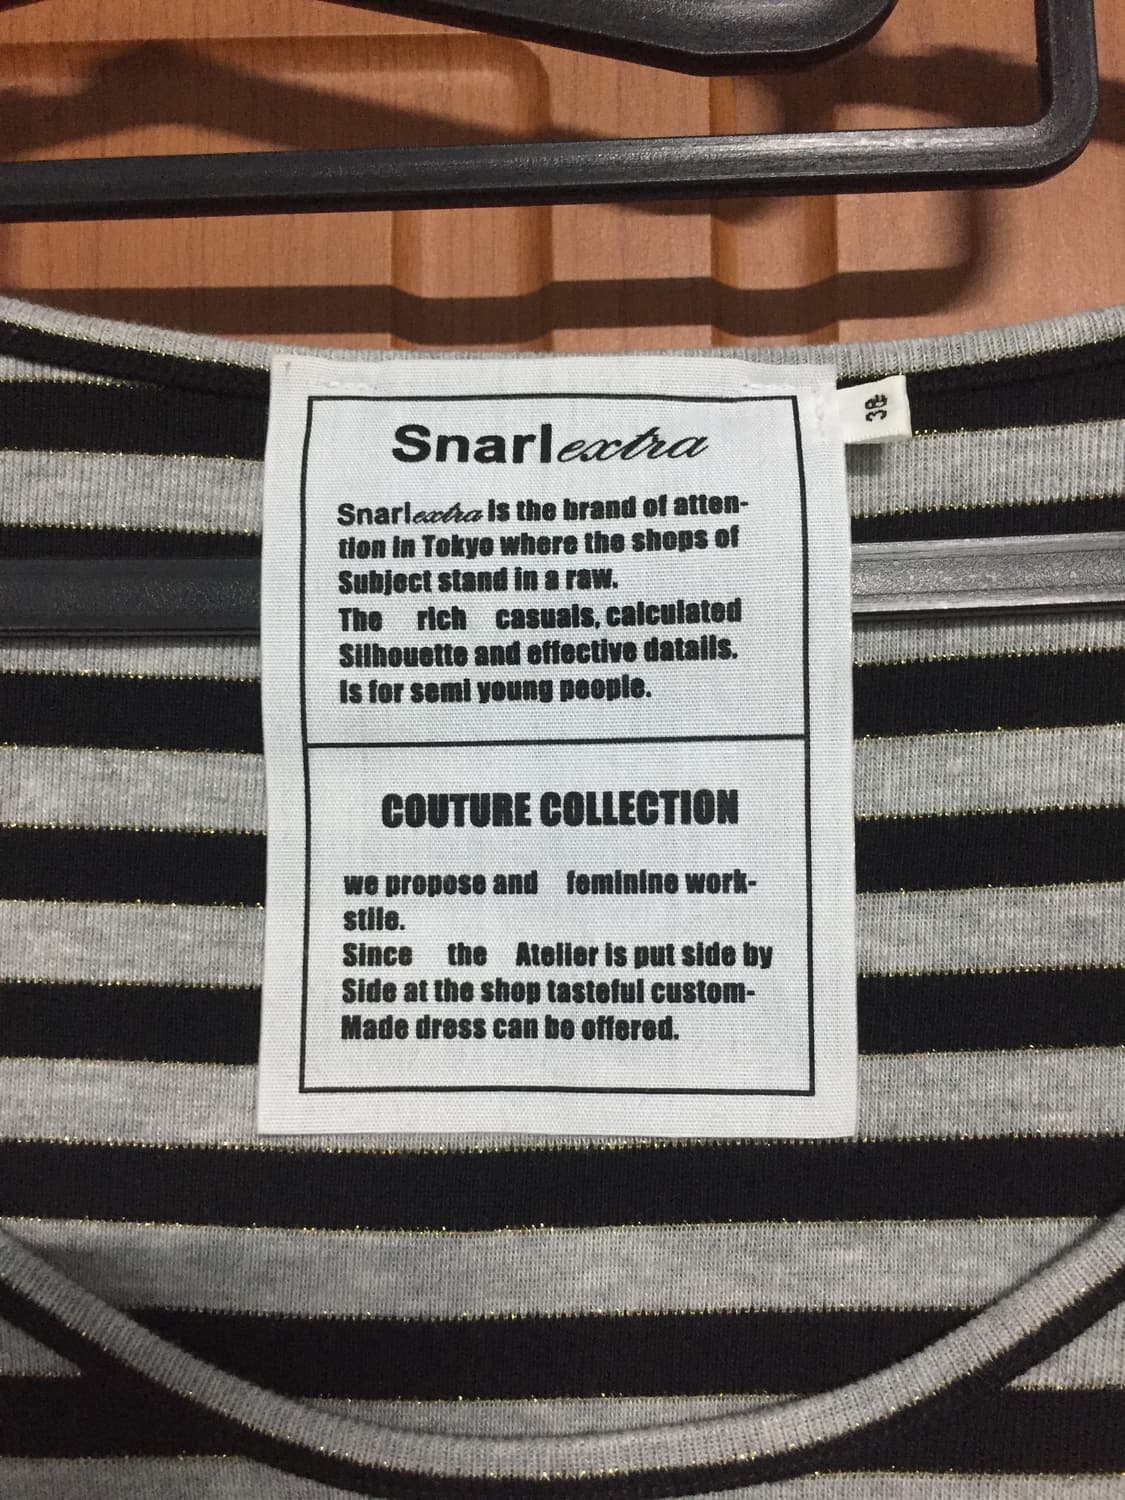 Snarlextra
38
Snarlextra Is the brand of atten-
tion in Tokyo where the shops of
Subject stand in a raw.
The rich casuals, calculated
Silhouette and effective datails.
Is for semi young people.
COUTURE COLLECTION
we propose and feminine work-
stile.
Since the Atelier is put side by
Side at the shop tasteful custom-
Made dress can be offered.